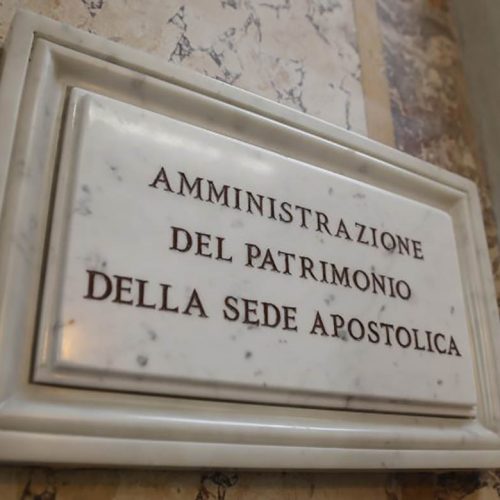 AMMINISTRAZIONE
DEL PATRIMONIO
DELLA SEDE APOSTOLICA